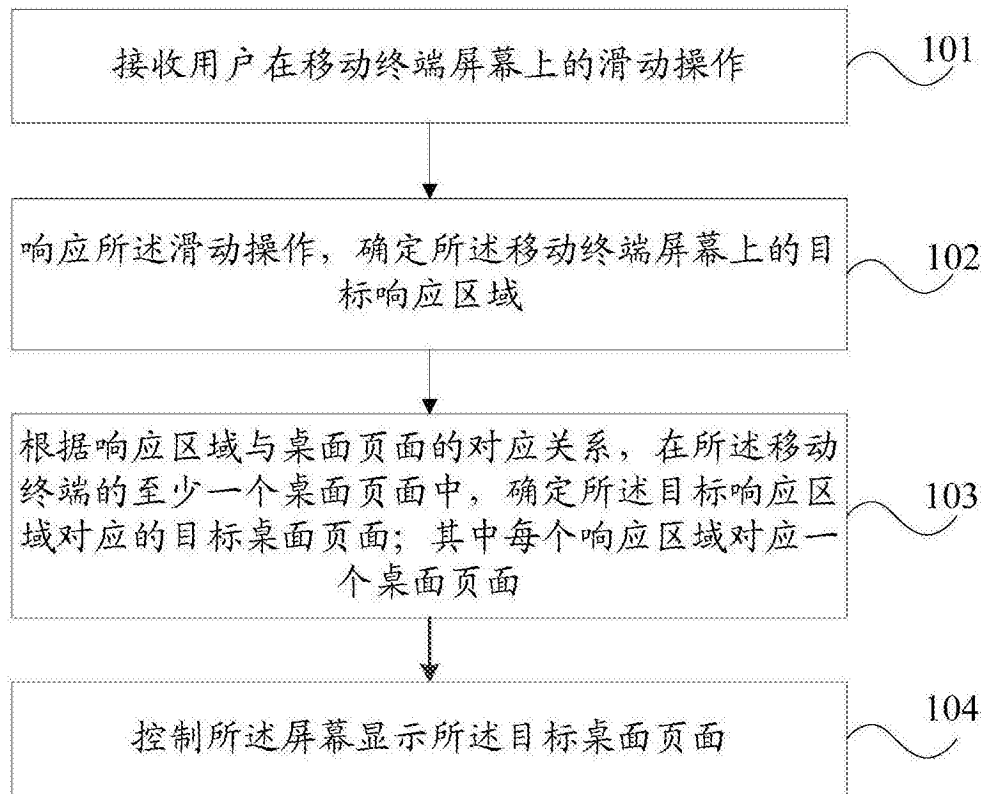 接收用户在移动终端屏幕上的滑动操作
101
响应所述滑动操作，确定所述移动终端屏幕上的目
标响应区域
102
根据响应区域与桌面页面的对应关系，在所述移动
终端的至少一个桌面页面中，确定所述目标响应区
域对应的目标桌面页面；其中每个响应区域对应一
个桌面页面
103
控制所述屏幕显示所述目标桌面页面
104